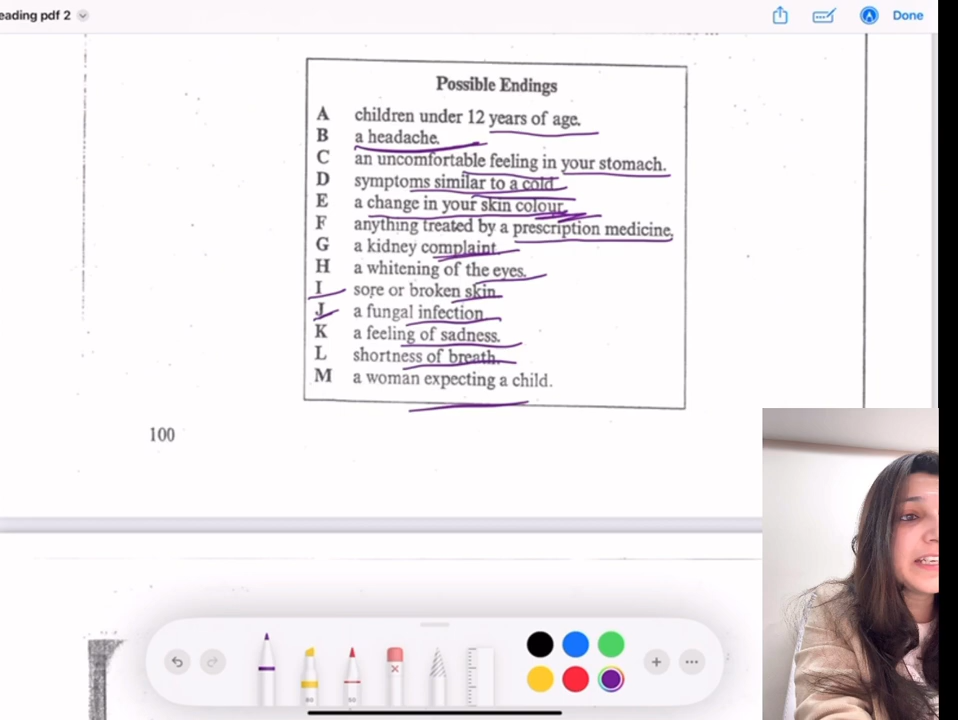 eading pdf 2
Done
Possible Endings
A children under 12 years of age.
B a headache.
C an uncomfortable feeling in your stomach.
D symptoms similar to a cold.
E a change in your skin colour.
F anything treated by a prescription medicine.
G a kidney complaint.
H a whitening of the eyes.
I sore or broken skin.
J a fungal infection.
K a feeling of sadness.
L shortness of breath.
M a woman expecting a child.
100